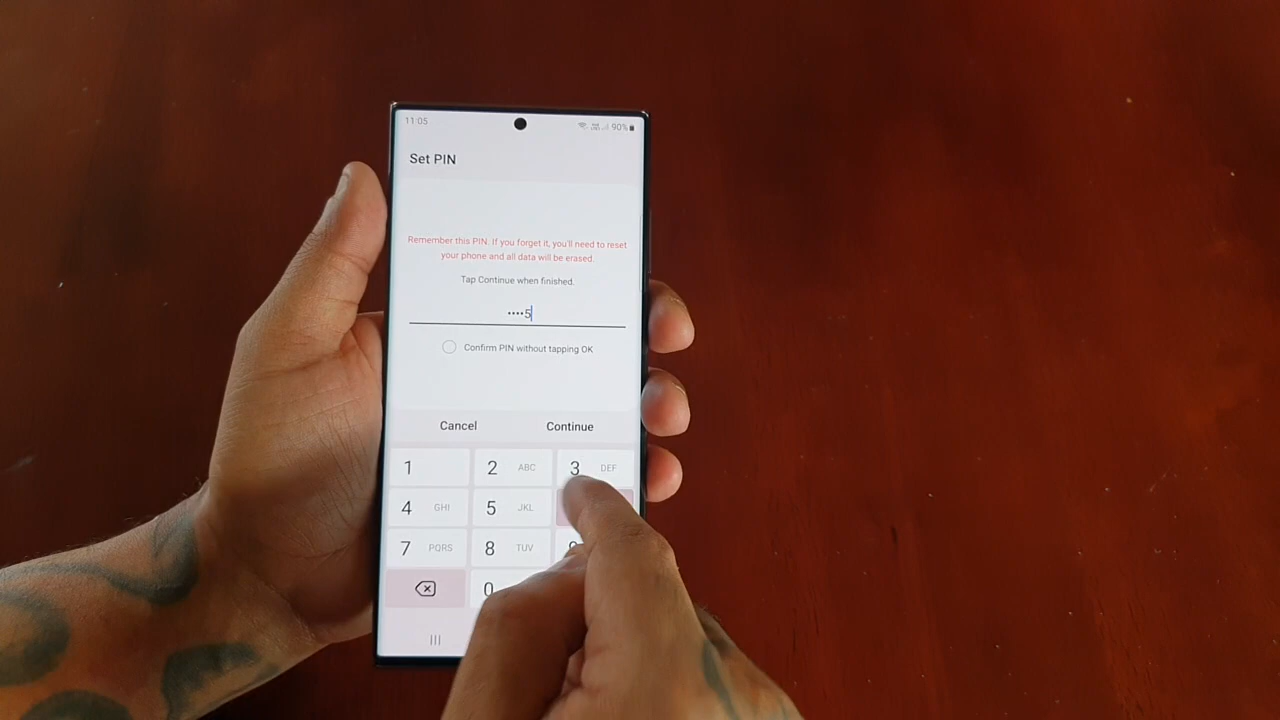 11:05
90%
Set PIN
Remember this PIN. If you forget it, you'll need to reset
your phone and all data will be erased.
Tap Continue when finished.
••••5
Confirm PIN without tapping OK
Cancel Continue
1 2 ABC 3 DEF
4 GHI 5 JKL
7 PQRS 8 TUV
0